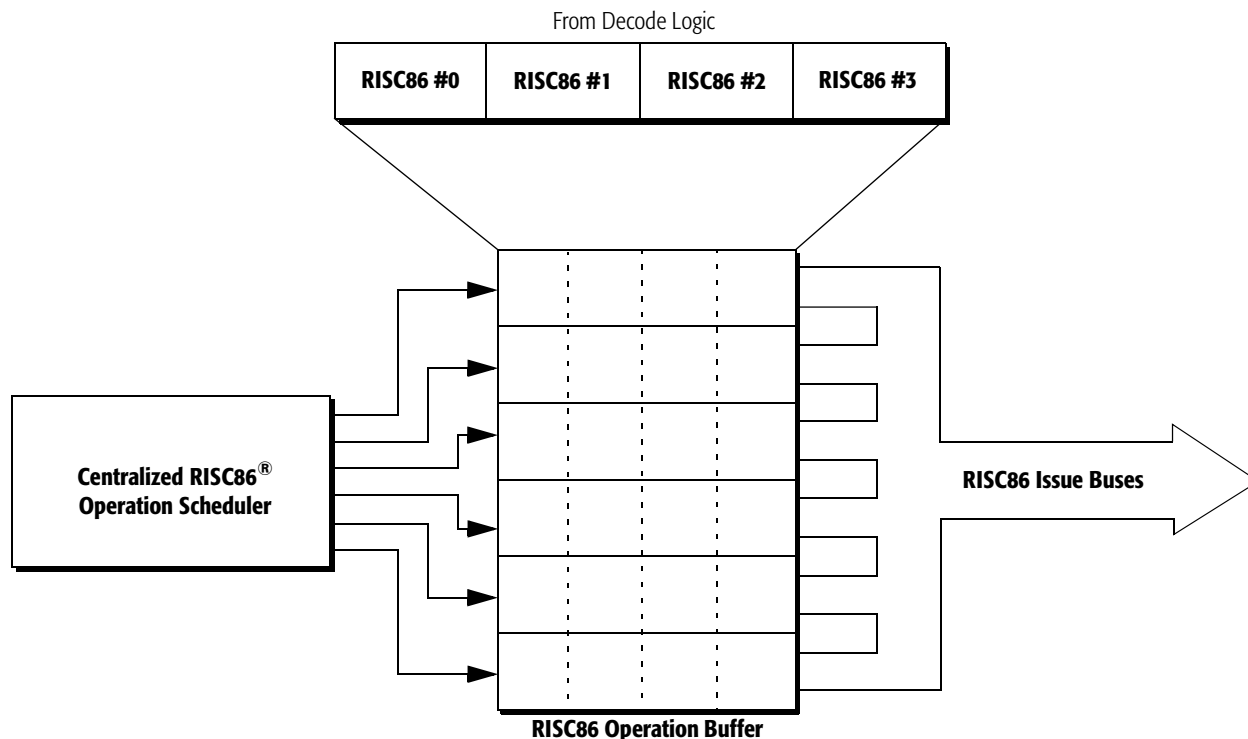 From Decode Logic
RISC86 #0
RISC86 #1
RISC86 #2
RISC86 #3
Centralized RISC86®
Operation Scheduler
RISC86 Issue Buses
RISC86 Operation Buffer